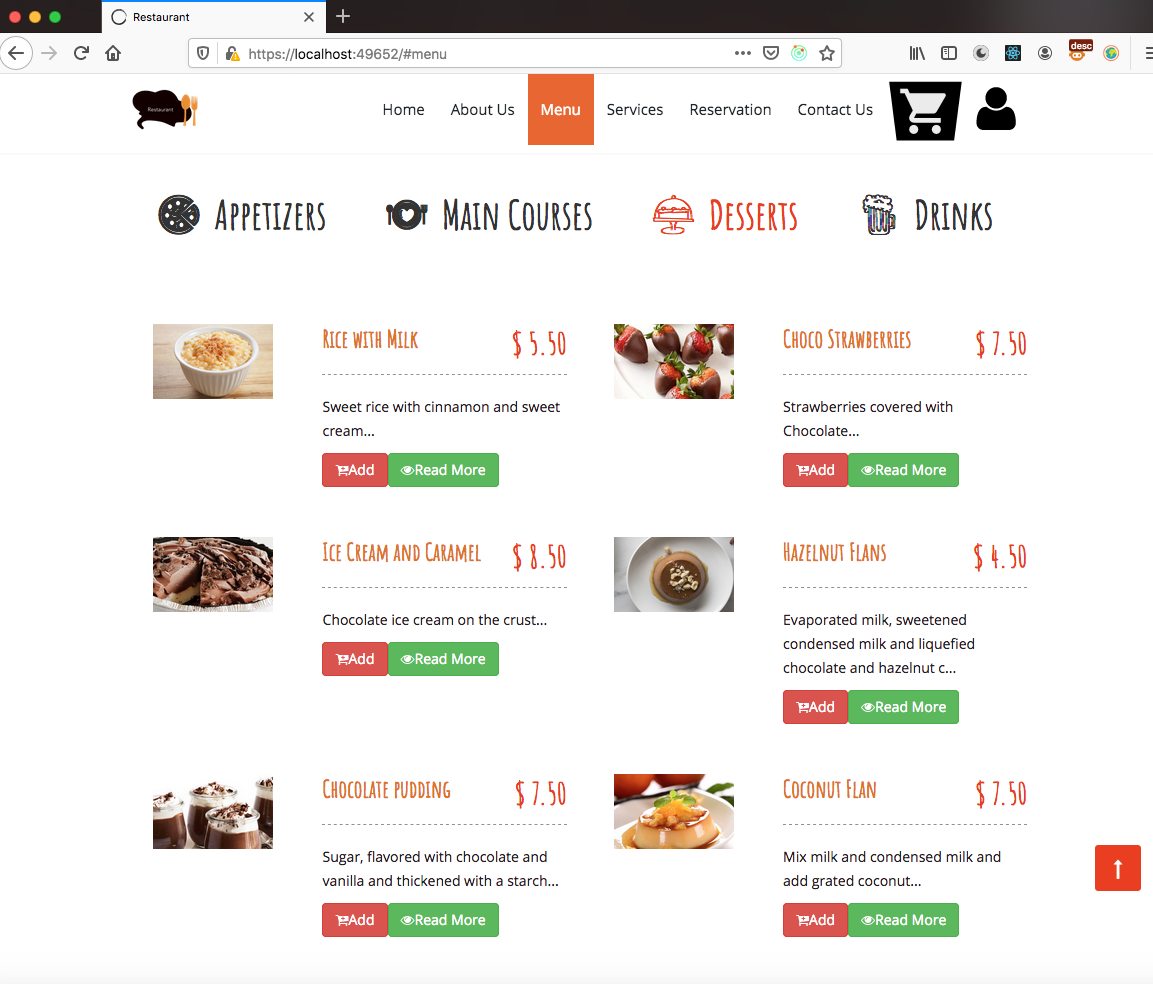 Restaurant
https://localhost:49652/#menu
desc
Restaurant
Home
About Us
Menu
Services
Reservation
Contact Us
Appetizers
Main Courses
Desserts
Drinks
Rice with Milk
$ 5.50
Sweet rice with cinnamon and sweet
cream...
Add
Read More
Choco Strawberries
$ 7.50
Strawberries covered with
Chocolate...
Add
Read More
Ice Cream and Caramel
$ 8.50
Chocolate ice cream on the crust...
Add
Read More
Hazelnut Flans
$ 4.50
Evaporated milk, sweetened
condensed milk and liquefied
chocolate and hazelnut c...
Add
Read More
Chocolate pudding
$ 7.50
Sugar, flavored with chocolate and
vanilla and thickened with a starch...
Add
Read More
Coconut Flan
$ 7.50
Mix milk and condensed milk and
add grated coconut...
Add
Read More